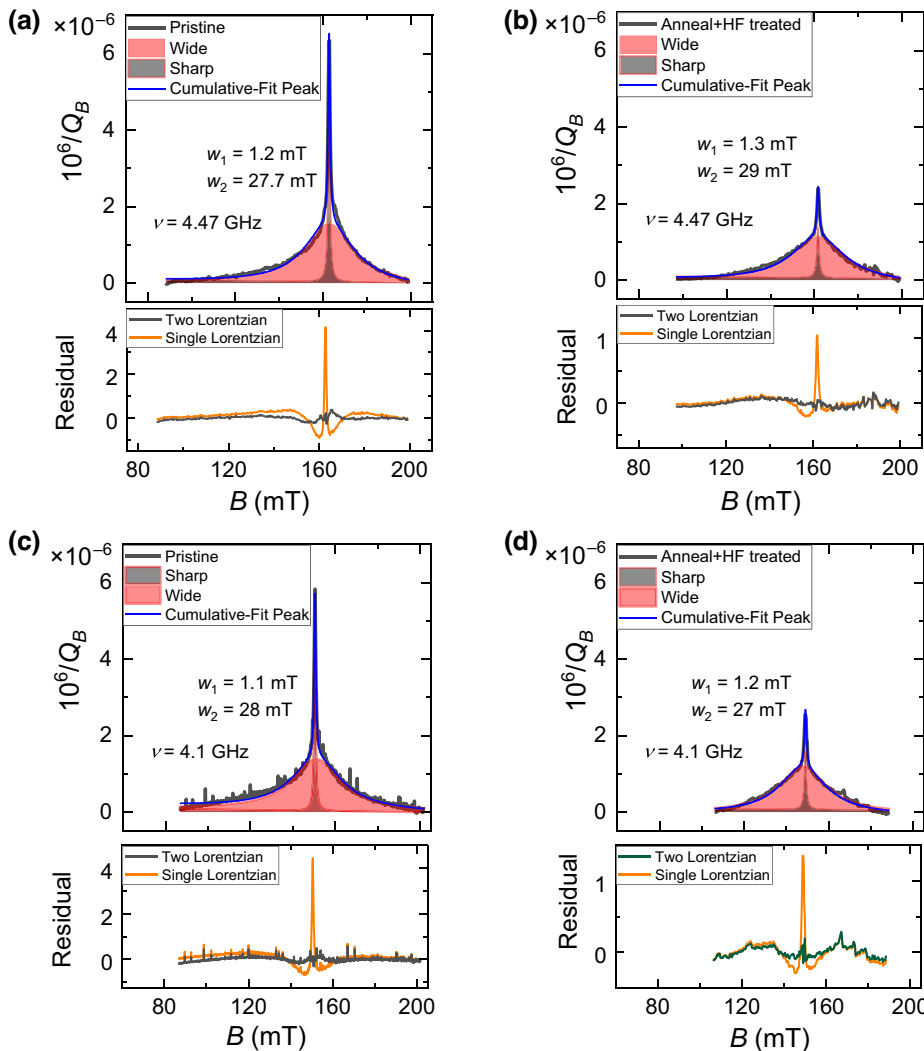 (a)
×10⁻⁶
Pristine
Wide
Sharp
Cumulative-Fit Peak
6
4
2
0
10⁶/Q_B
w₁ = 1.2 mT
w₂ = 27.7 mT
ν = 4.47 GHz
Two Lorentzian
Single Lorentzian
4
2
0
Residual
80 120 160 200
B (mT)
(b)
×10⁻⁶
Anneal+HF treated
Wide
Sharp
Cumulative-Fit Peak
6
4
2
0
10⁶/Q_B
w₁ = 1.3 mT
w₂ = 29 mT
ν = 4.47 GHz
Two Lorentzian
Single Lorentzian
1
0
Residual
80 120 160 200
B (mT)
(c)
×10⁻⁶
Pristine
Sharp
Wide
Cumulative-Fit Peak
6
4
2
0
10⁶/Q_B
w₁ = 1.1 mT
w₂ = 28 mT
ν = 4.1 GHz
Two Lorentzian
Single Lorentzian
4
2
0
Residual
80 120 160 200
B (mT)
(d)
×10⁻⁶
Anneal+HF treated
Sharp
Wide
Cumulative-Fit Peak
6
4
2
0
10⁶/Q_B
w₁ = 1.2 mT
w₂ = 27 mT
ν = 4.1 GHz
Two Lorentzian
Single Lorentzian
1
0
Residual
80 120 160 200
B (mT)